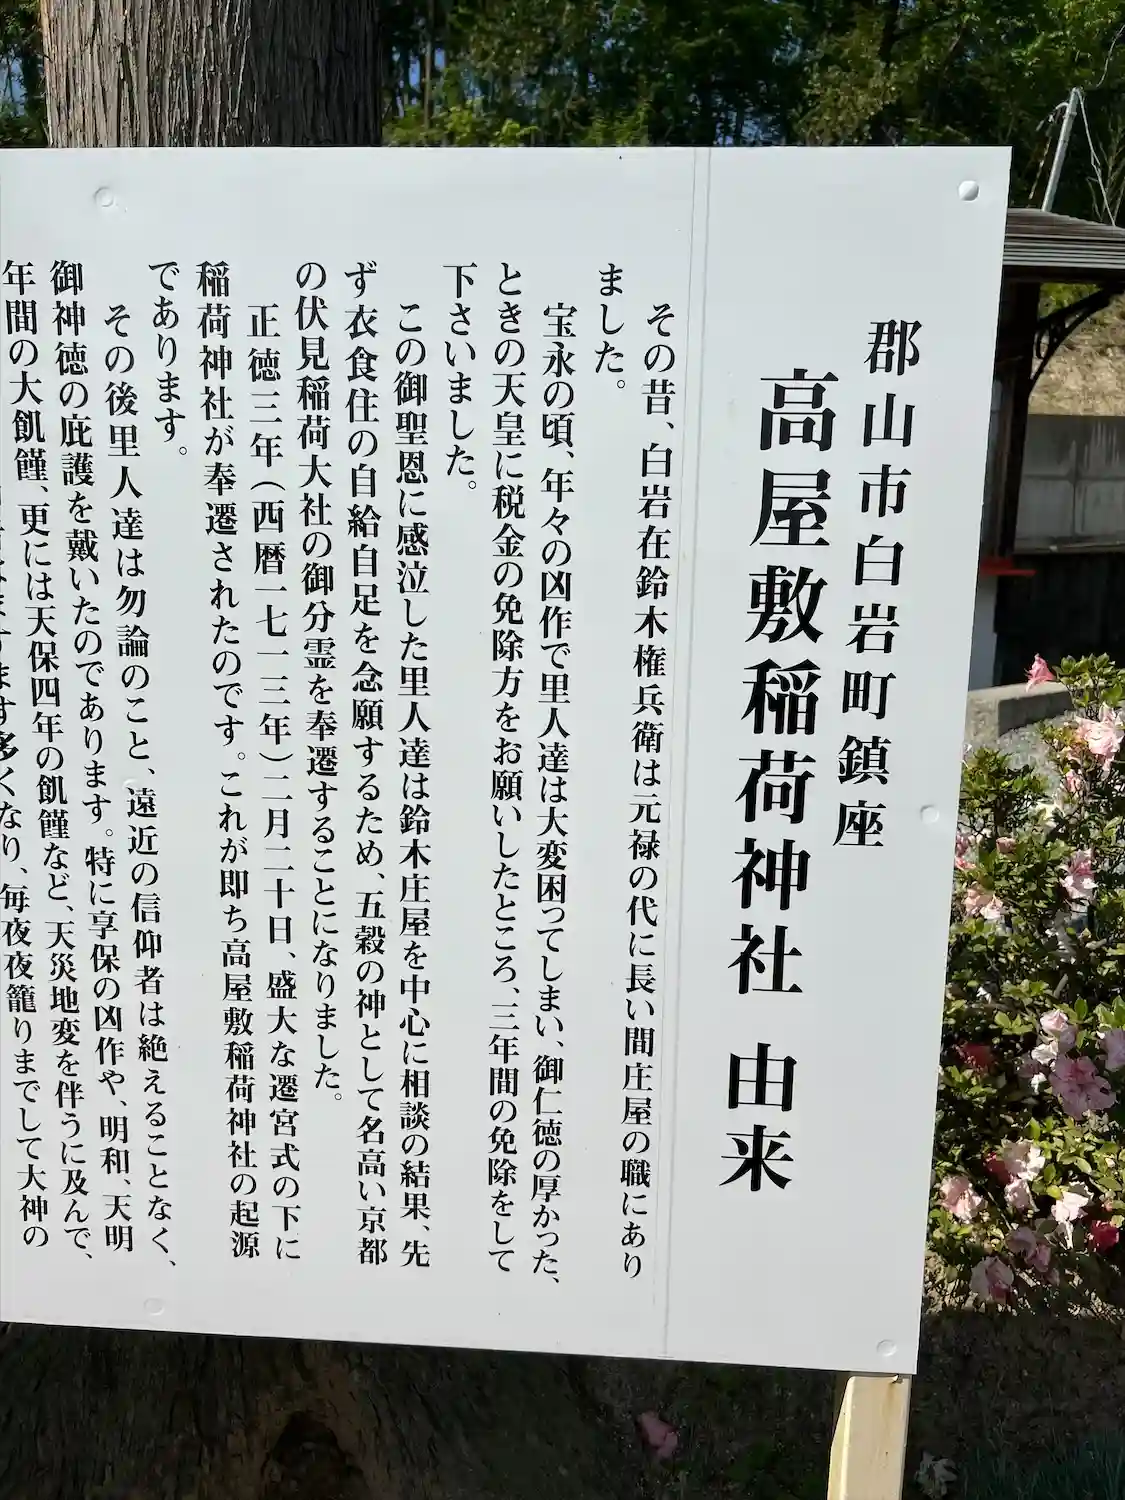 郡山市白岩町鎮座
高屋敷稲荷神社 由来
その昔、白岩在鈴木権兵衛は元禄の代に長い間庄屋の職にあり
ました。
宝永の頃、年々の凶作で里人達は大変困ってしまい、御仁徳の厚かった、
ときの天皇に税金の免除方をお願いしたところ、三年間の免除をして
下さいました。
この御聖恩に感泣した里人達は鈴木庄屋を中心に相談の結果、先
ず衣食住の自給自足を念願するため、五穀の神として名高い京都
の伏見稲荷大社の御分霊を奉遷することになりました。
正徳三年(西暦一七一三年)二月二十日、盛大な遷宮式の下に
稲荷神社が奉遷されたのです。これが即ち高屋敷稲荷神社の起源
であります。
その後里人達は勿論のこと、遠近の信仰者は絶えることなく、
御神徳の庇護を戴いたのであります。特に享保の凶作や、明和、天明
年間の大飢饉、更には天保四年の飢饉など、天災地変を伴うに及んで、
ますます多くなり、毎夜夜籠りまでして大神の